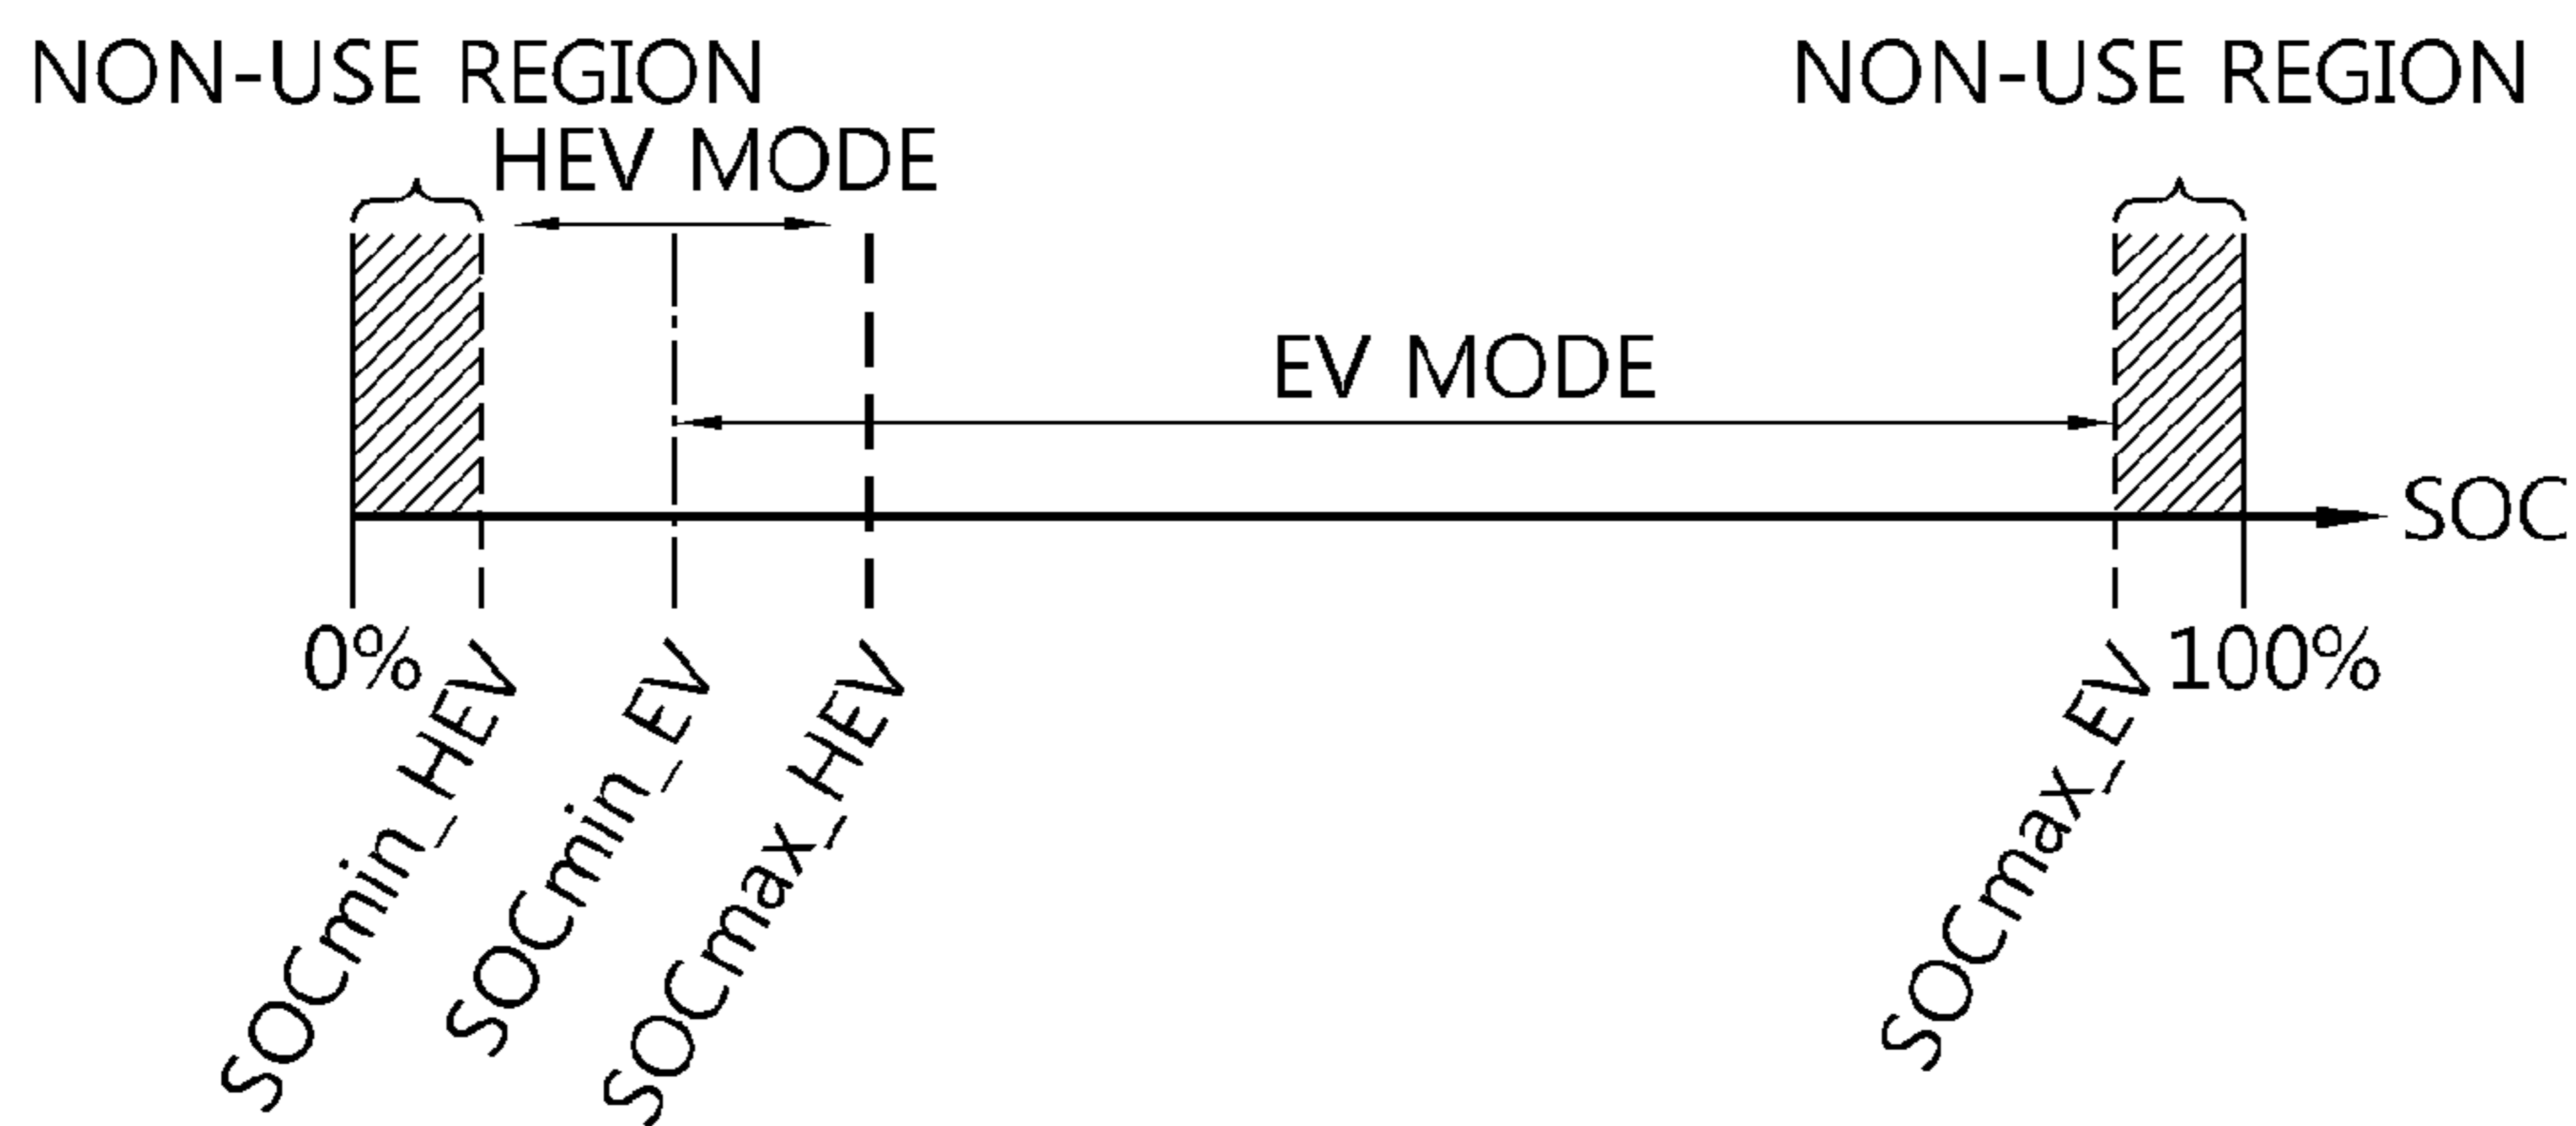 NON-USE REGION
NON-USE REGION
HEV MODE
EV MODE
SOC
0%
100%
SOCmin_HEV
SOCmin_EV
SOCmax_HEV
SOCmax_EV